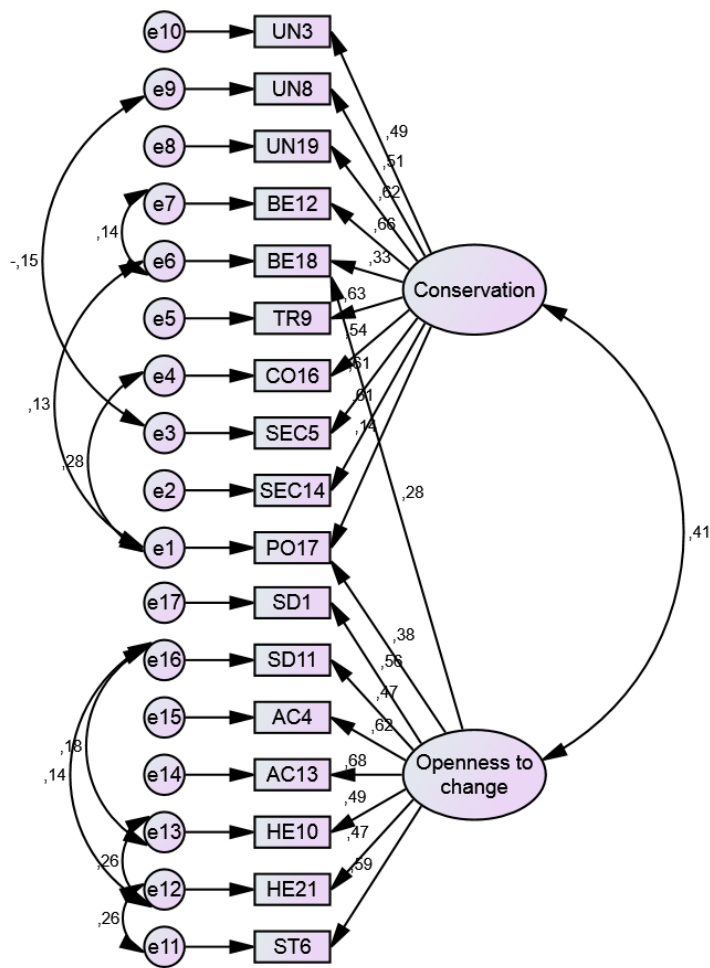 e10
UN3
e9
UN8
,49
,51
e8
UN19
,62
e7
BE12
,66
,14
-,15
e6
BE18
,33
Conservation
,63
e5
TR9
,54
,61
e4
CO16
,61
,13
,14
e3
SEC5
,28
e2
SEC14
,28
,41
e1
PO17
e17
SD1
,38
,56
e16
SD11
,47
e15
AC4
,62
,18
,14
e14
AC13
,68
Openness to
change
,49
e13
HE10
,47
,26
,59
e12
HE21
,26
e11
ST6